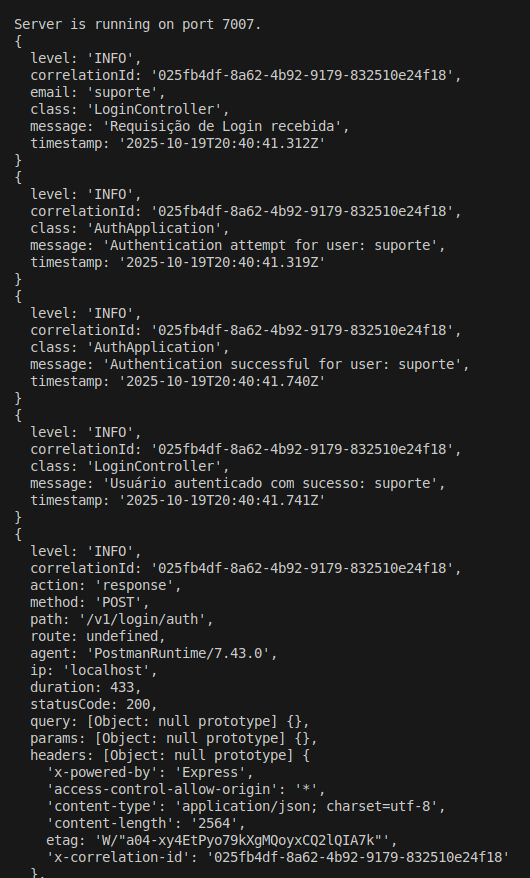 Server is running on port 7007.
{
  level: 'INFO',
  correlationId: '025fb4df-8a62-4b92-9179-832510e24f18',
  email: 'suporte',
  class: 'LoginController',
  message: 'Requisição de Login recebida',
  timestamp: '2025-10-19T20:40:41.312Z'
}
{
  level: 'INFO',
  correlationId: '025fb4df-8a62-4b92-9179-832510e24f18',
  class: 'AuthApplication',
  message: 'Authentication attempt for user: suporte',
  timestamp: '2025-10-19T20:40:41.319Z'
}
{
  level: 'INFO',
  correlationId: '025fb4df-8a62-4b92-9179-832510e24f18',
  class: 'AuthApplication',
  message: 'Authentication successful for user: suporte',
  timestamp: '2025-10-19T20:40:41.740Z'
}
{
  level: 'INFO',
  correlationId: '025fb4df-8a62-4b92-9179-832510e24f18',
  class: 'LoginController',
  message: 'Usuário autenticado com sucesso: suporte',
  timestamp: '2025-10-19T20:40:41.741Z'
}
{
  level: 'INFO',
  correlationId: '025fb4df-8a62-4b92-9179-832510e24f18',
  action: 'response',
  method: 'POST',
  path: '/v1/login/auth',
  route: undefined,
  agent: 'PostmanRuntime/7.43.0',
  ip: 'localhost',
  duration: 433,
  statusCode: 200,
  query: [Object: null prototype] {},
  params: [Object: null prototype] {},
  headers: [Object: null prototype] {
    'x-powered-by': 'Express',
    'access-control-allow-origin': '*',
    'content-type': 'application/json; charset=utf-8',
    'content-length': '2564',
    etag: 'W/"a04-xy4EtPyo79kXgMQoyxCQ2lQIA7k"',
    'x-correlation-id': '025fb4df-8a62-4b92-9179-832510e24f18'
  },